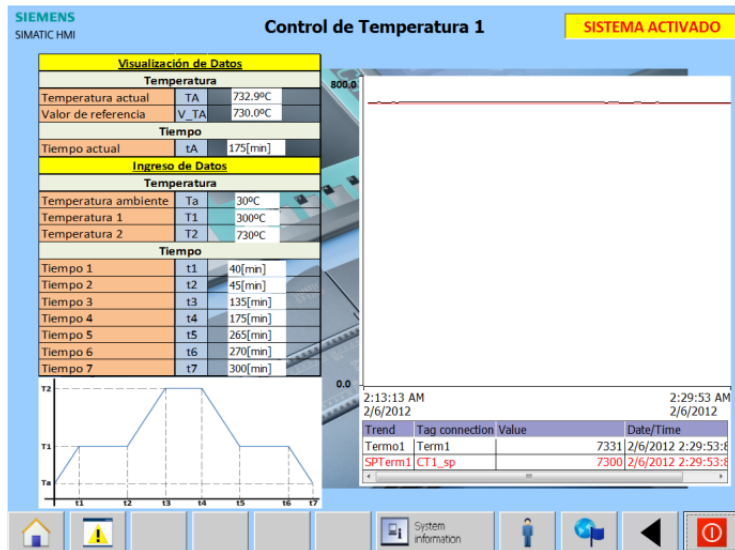 SIEMENS
SIMATIC HMI
Control de Temperatura 1
SISTEMA ACTIVADO
Visualización de Datos
Temperatura
Temperatura actual TA 732.9ºC
Valor de referencia V_TA 730.0ºC
Tiempo
Tiempo actual tA 175[min]
Ingreso de Datos
Temperatura
Temperatura ambiente Ta 30ºC
Temperatura 1 T1 300ºC
Temperatura 2 T2 730ºC
Tiempo
Tiempo 1 t1 40[min]
Tiempo 2 t2 45[min]
Tiempo 3 t3 135[min]
Tiempo 4 t4 175[min]
Tiempo 5 t5 265[min]
Tiempo 6 t6 270[min]
Tiempo 7 t7 300[min]
T2
T1
Ta
t1 t2 t3 t4 t5 t6 t7
800.0
0.0
2:13:13 AM 2:29:53 AM
2/6/2012 2/6/2012
Trend Tag connection Value Date/Time
Termo1 Term1 7331 2/6/2012 2:29:53:8
SPTerm1 CT1_sp 7300 2/6/2012 2:29:53:8
System
information